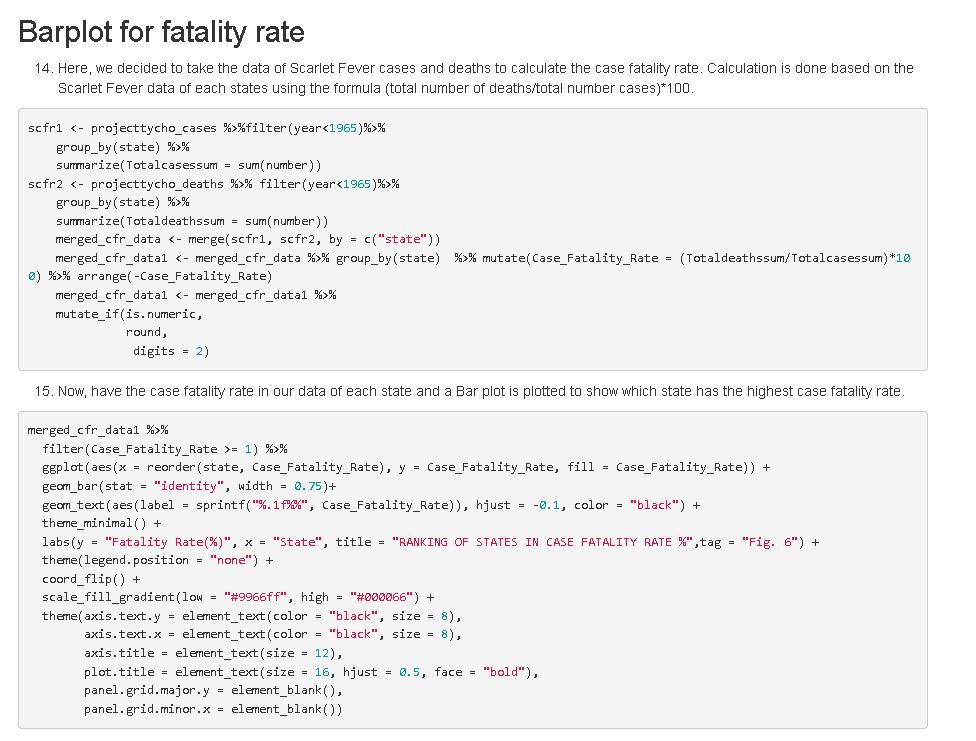 Barplot for fatality rate
14. Here, we decided to take the data of Scarlet Fever cases and deaths to calculate the case fatality rate. Calculation is done based on the
Scarlet Fever data of each states using the formula (total number of deaths/total number cases)*100.
scfr1 <- projecttycho_cases %>%filter(year<1965)%>%
    group_by(state) %>%
    summarize(Totalcasessum = sum(number))
scfr2 <- projecttycho_deaths %>% filter(year<1965)%>%
    group_by(state) %>%
    summarize(Totaldeathssum = sum(number))
    merged_cfr_data <- merge(scfr1, scfr2, by = c("state"))
    merged_cfr_data1 <- merged_cfr_data %>% group_by(state)  %>% mutate(Case_Fatality_Rate = (Totaldeathssum/Totalcasessum)*10
0) %>% arrange(-Case_Fatality_Rate)
    merged_cfr_data1 <- merged_cfr_data1 %>%
    mutate_if(is.numeric,
              round,
               digits = 2)
15. Now, have the case fatality rate in our data of each state and a Bar plot is plotted to show which state has the highest case fatality rate.
merged_cfr_data1 %>%
  filter(Case_Fatality_Rate >= 1) %>%
  ggplot(aes(x = reorder(state, Case_Fatality_Rate), y = Case_Fatality_Rate, fill = Case_Fatality_Rate)) +
  geom_bar(stat = "identity", width = 0.75)+
  geom_text(aes(label = sprintf("%.1f%%", Case_Fatality_Rate)), hjust = -0.1, color = "black") +
  theme_minimal() +
  labs(y = "Fatality Rate(%)", x = "State", title = "RANKING OF STATES IN CASE FATALITY RATE %",tag = "Fig. 6") +
  theme(legend.position = "none") +
  coord_flip() +
  scale_fill_gradient(low = "#9966ff", high = "#000066") +
  theme(axis.text.y = element_text(color = "black", size = 8),
        axis.text.x = element_text(color = "black", size = 8),
        axis.title = element_text(size = 12),
        plot.title = element_text(size = 16, hjust = 0.5, face = "bold"),
        panel.grid.major.y = element_blank(),
        panel.grid.minor.x = element_blank())